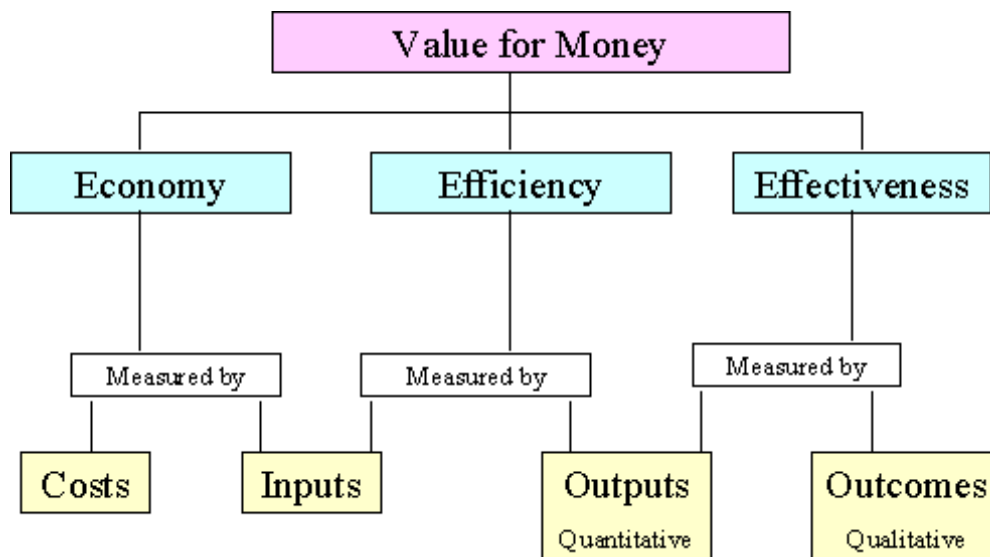 Value for Money
Economy
Efficiency
Effectiveness
Measured by
Measured by
Measured by
Costs
Inputs
Outputs
Outcomes
Quantitative
Qualitative